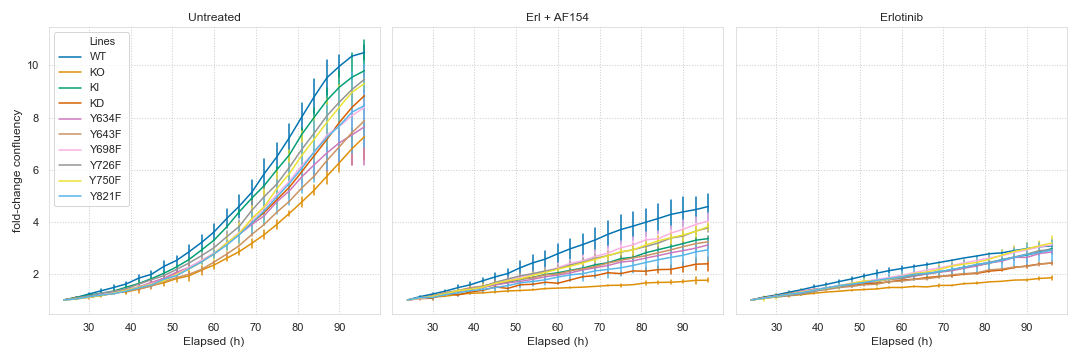 Untreated
Erl + AF154
Erlotinib
Lines
WT
KO
KI
KD
Y634F
Y643F
Y698F
Y726F
Y750F
Y821F
fold-change confluency
10
8
6
4
2
30 40 50 60 70 80 90
30 40 50 60 70 80 90
30 40 50 60 70 80 90
Elapsed (h)
Elapsed (h)
Elapsed (h)